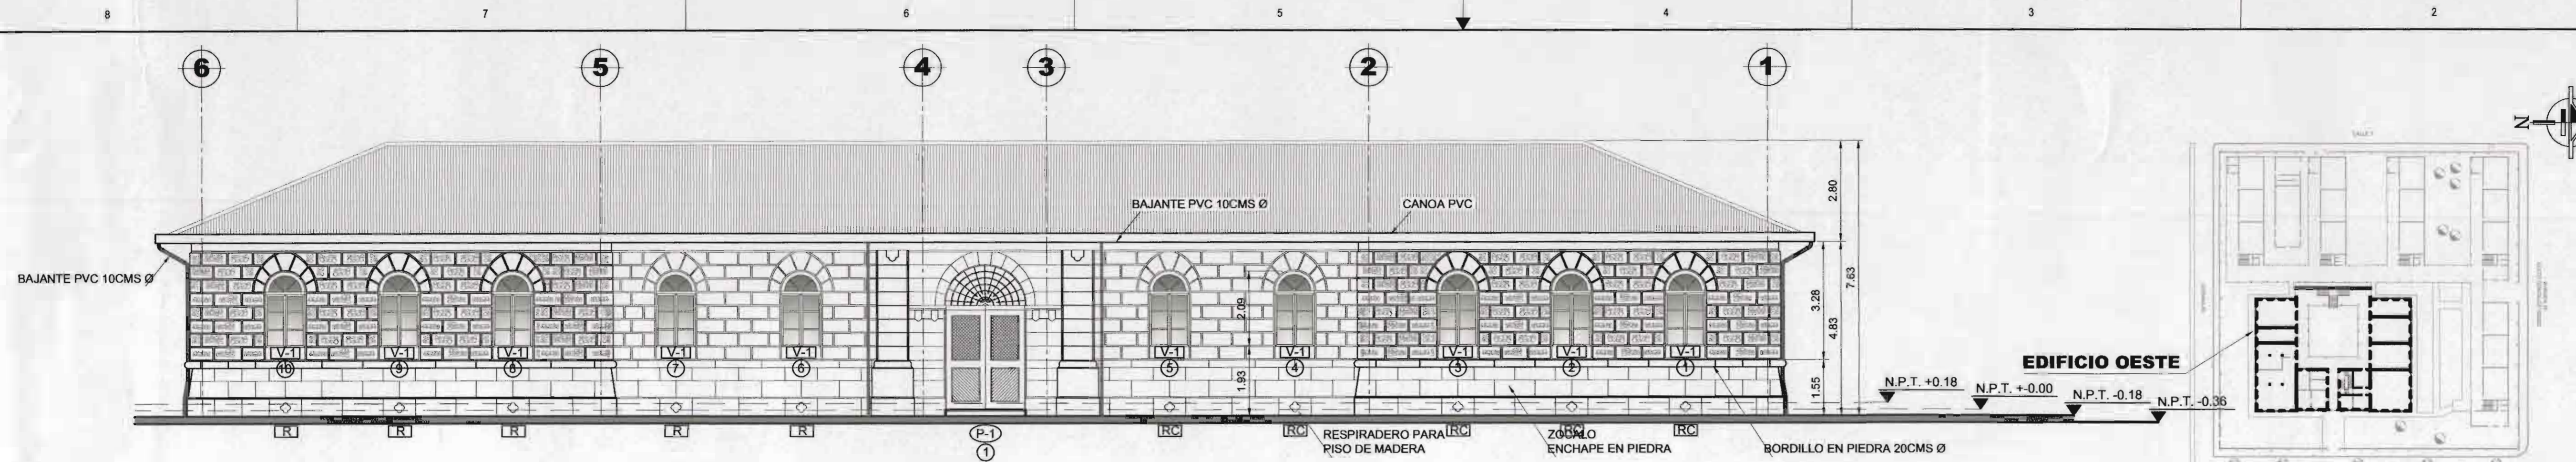 8 7 6 5 4 3 2
6 5 4 3 2 1
N
CALLE 1
BAJANTE PVC 10CMS Ø
CANOA PVC
2.80
BAJANTE PVC 10CMS Ø
7.63
3.28
4.83
2.09
EDIFICIO OESTE
V-1 V-1 V-1 V-1 V-1 V-1 V-1 V-1 V-1 V-1
10 9 8 7 6 5 4 3 2 1
1.93
1.55
N.P.T. +0.18
N.P.T. +-0.00
N.P.T. -0.18
N.P.T. -0.36
R R R R R P-1 RC RC RC RC RC
1
RESPIRADERO PARA
PISO DE MADERA
ZOCALO
ENCHAPE EN PIEDRA
BORDILLO EN PIEDRA 20CMS Ø